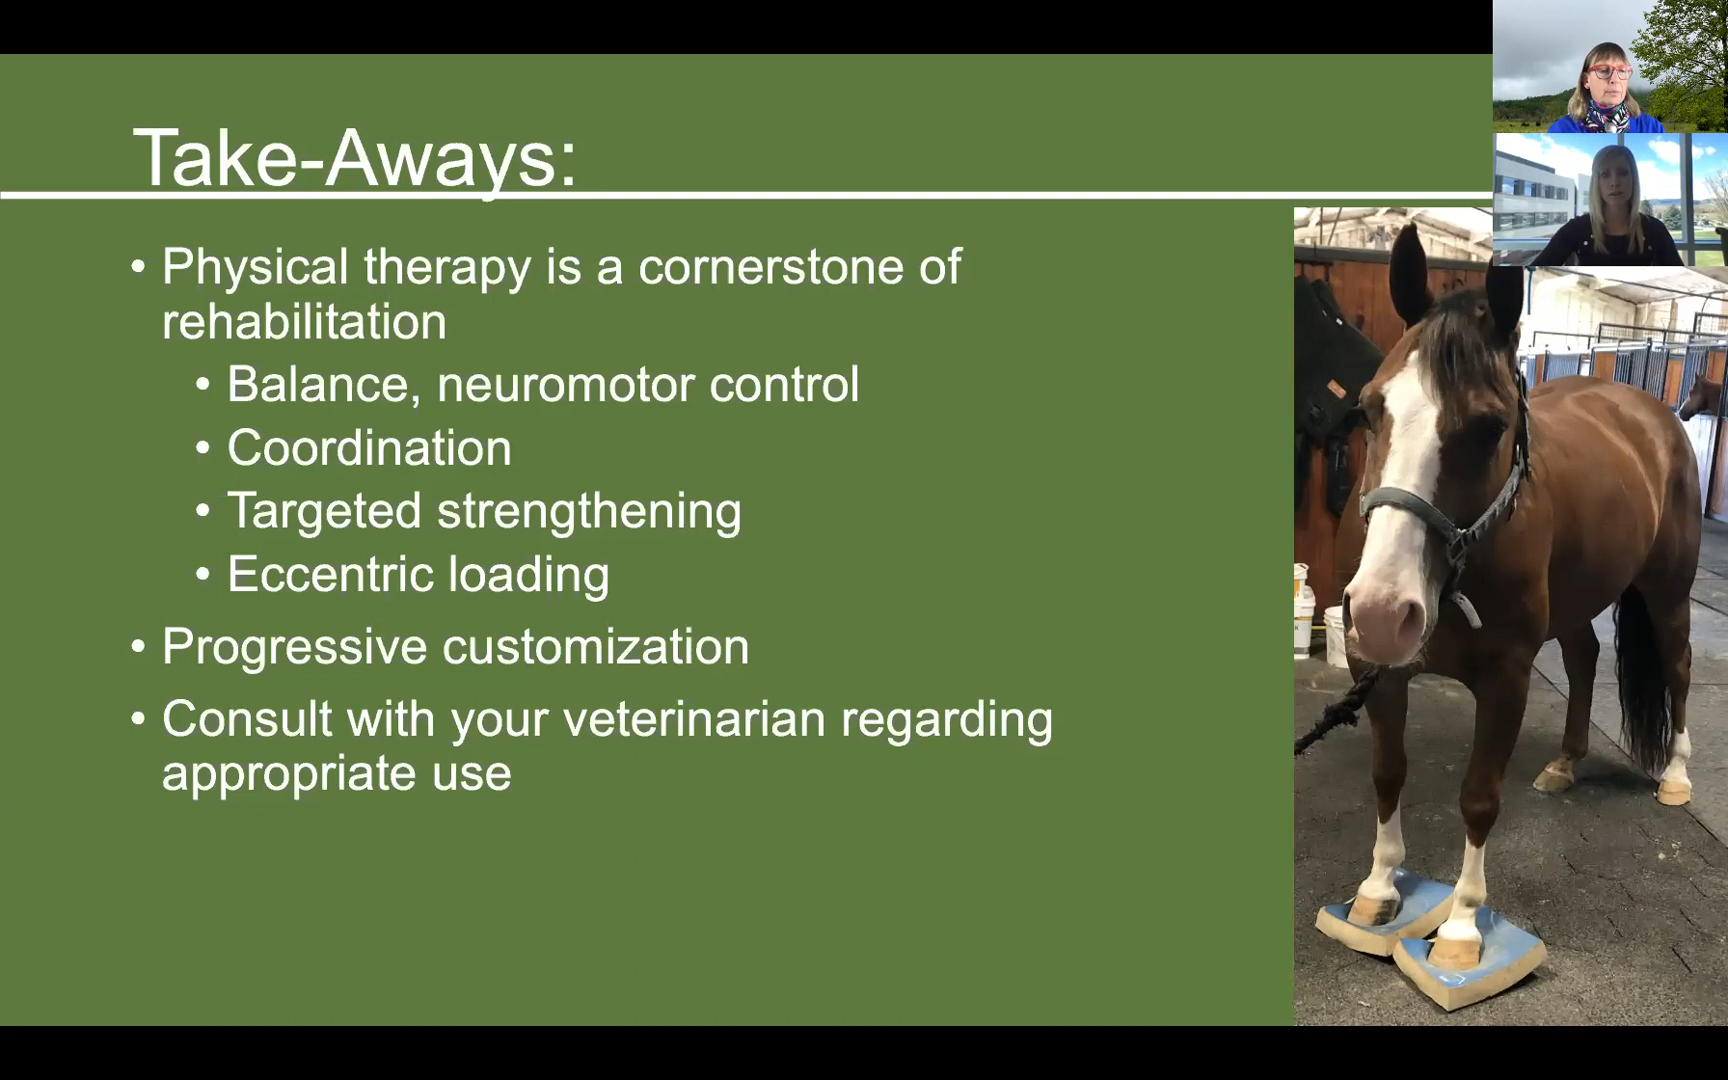 Take-Aways:
• Physical therapy is a cornerstone of
rehabilitation
• Balance, neuromotor control
• Coordination
• Targeted strengthening
• Eccentric loading
• Progressive customization
• Consult with your veterinarian regarding
appropriate use